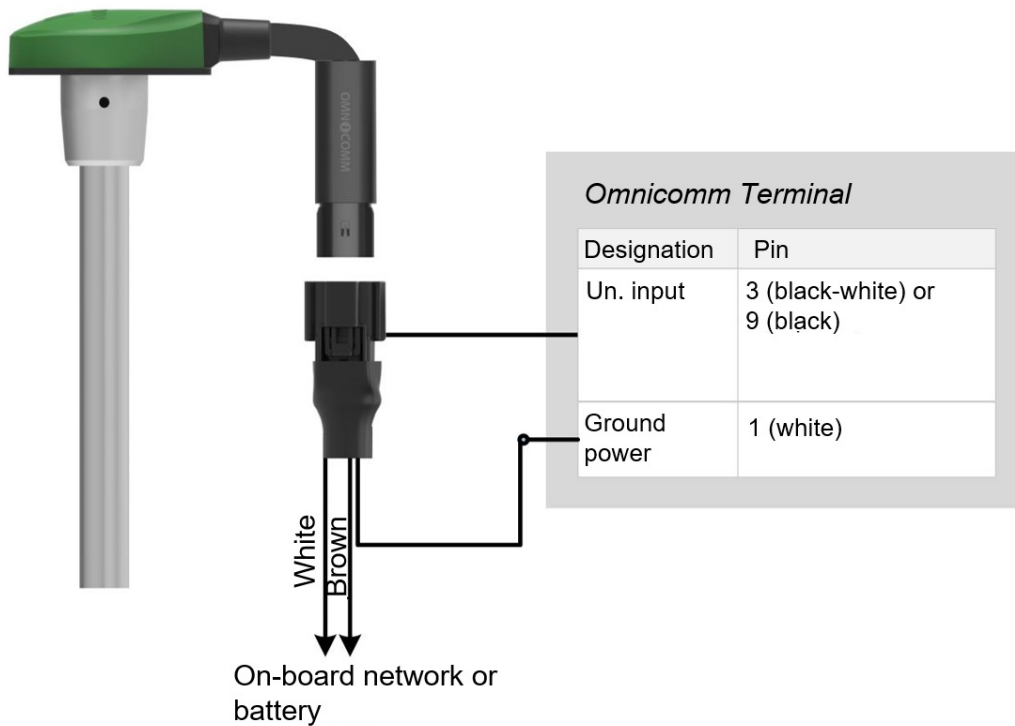 OMNICOMM
Omnicomm Terminal
Designation Pin
Un. input 3 (black-white) or
9 (black)
Ground
power 1 (white)
White
Brown
On-board network or
battery